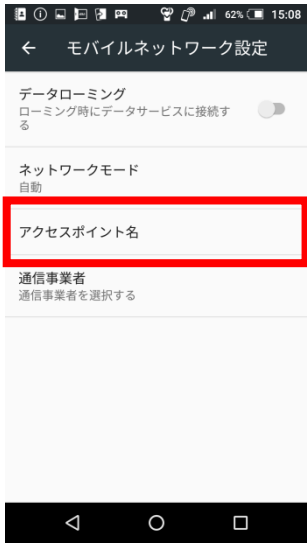 62% 15:08
モバイルネットワーク設定
データローミング
ローミング時にデータサービスに接続す
る
ネットワークモード
自動
アクセスポイント名
通信事業者
通信事業者を選択する